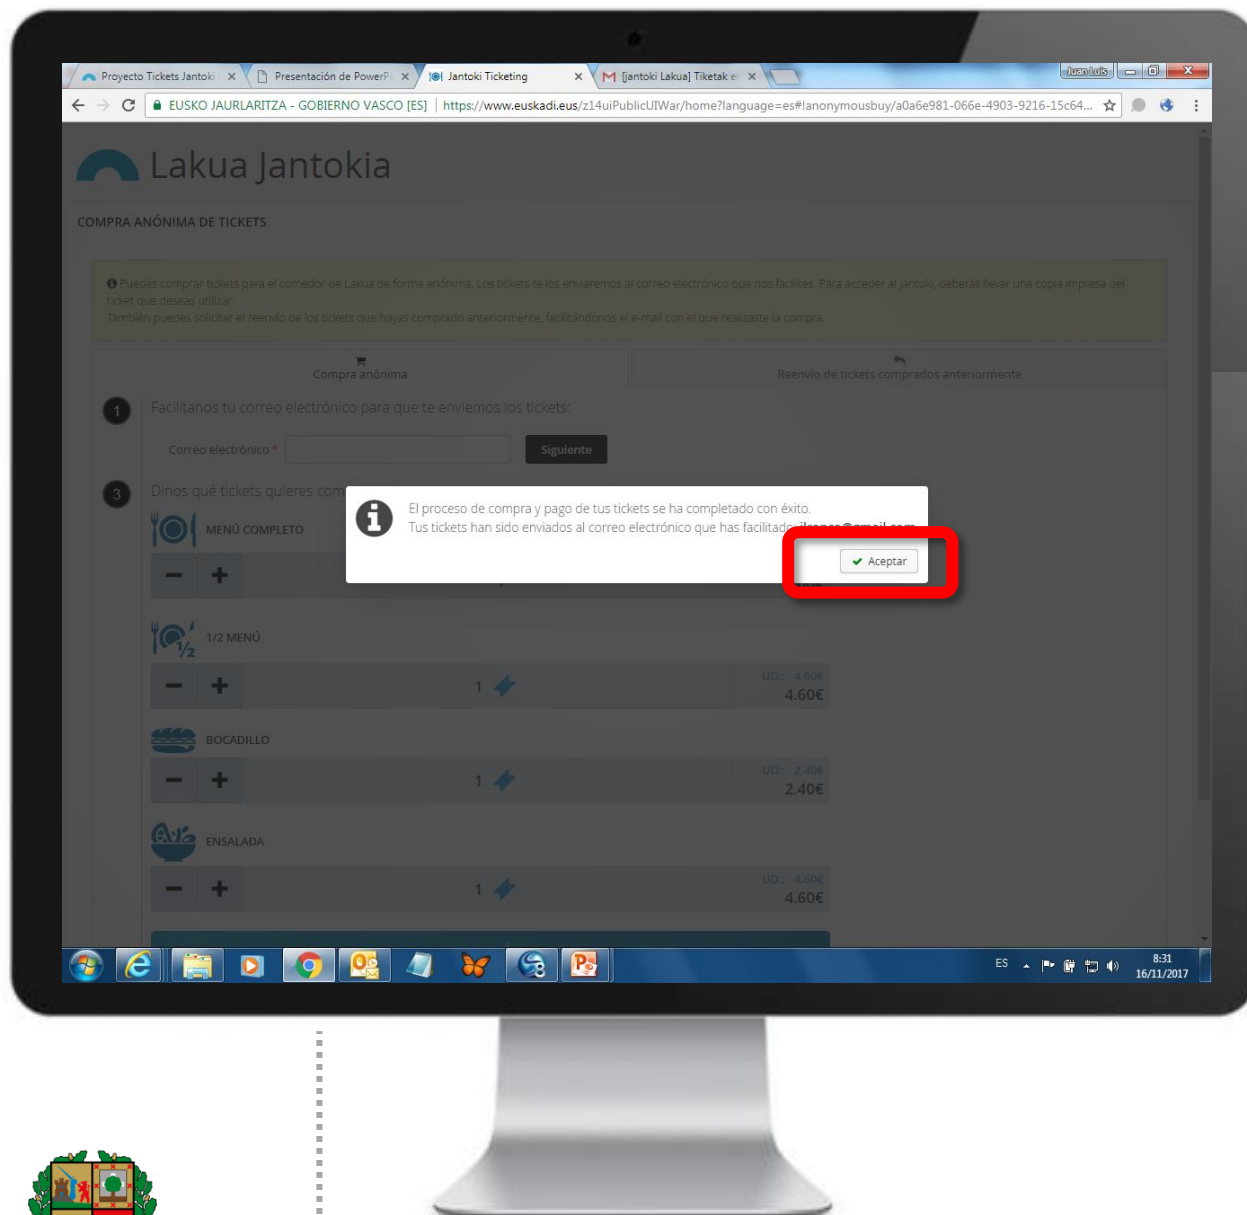 Proyecto Tickets Jantoki
Presentación de PowerPo
Jantoki Ticketing
[jantoki Lakua] Tiketak e
Juan Luis
EUSKO JAURLARITZA - GOBIERNO VASCO [ES] | https://www.euskadi.eus/z14uiPublicUIWar/home?language=es#!anonymousbuy/a0a6e981-066e-4903-9216-15c64...
Lakua Jantokia
COMPRA ANÓNIMA DE TICKETS
Puedes comprar tickets para el comedor de Lakua de forma anónima. Los tickets te los enviaremos al correo electrónico que nos facilites. Para acceder al jantoki, deberás llevar una copia impresa del
ticket que deseas utilizar.
También puedes solicitar el reenvío de los tickets que hayas comprado anteriormente, facilitándonos el e-mail con el que realizaste la compra.
Compra anónima
Reenvío de tickets comprados anteriormente
1 Facilítanos tu correo electrónico para que te enviemos los tickets:
Correo electrónico *
Siguiente
3 Dinos qué tickets quieres com
El proceso de compra y pago de tus tickets se ha completado con éxito.
Tus tickets han sido enviados al correo electrónico que has facilitado:
Aceptar
MENÚ COMPLETO
1/2 MENÚ
1
UD.: 4.60€
4.60€
BOCADILLO
1
UD.: 2.40€
2.40€
ENSALADA
1
UD.: 4.60€
4.60€
ES
8:31
16/11/2017